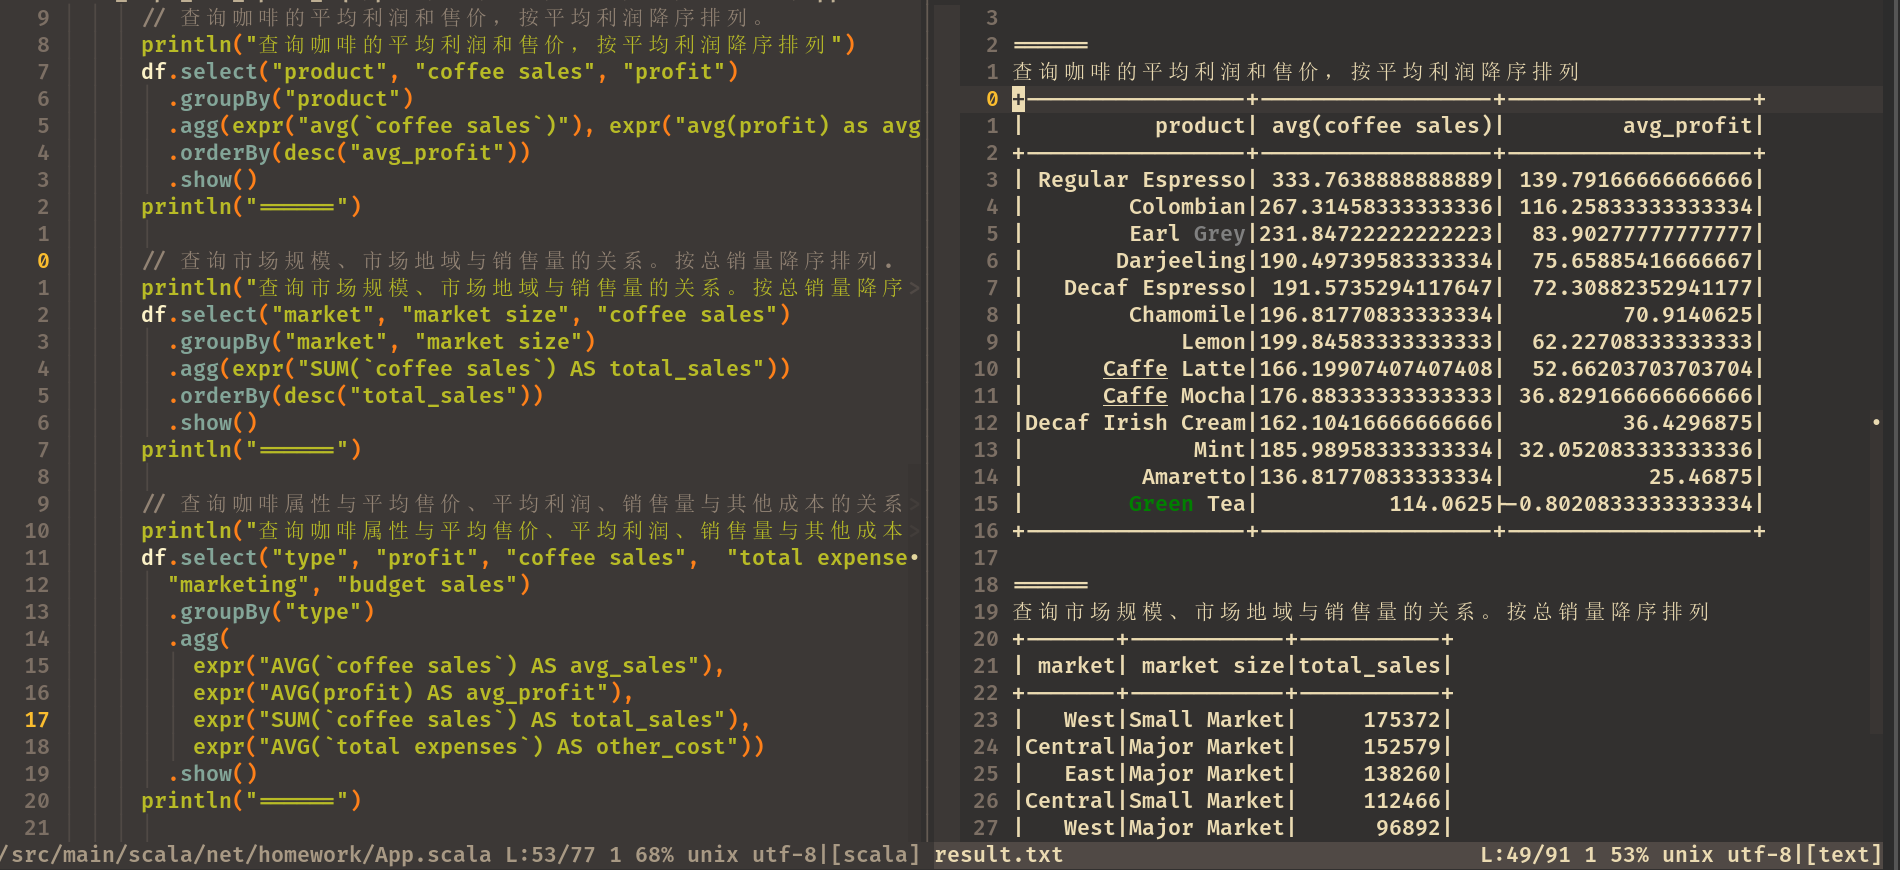 9 // 查询咖啡的平均利润和售价，按平均利润降序排列。
8 println("查询咖啡的平均利润和售价，按平均利润降序排列")
7 df.select("product", "coffee sales", "profit")
6 .groupBy("product")
5 .agg(expr("avg(`coffee sales`)"), expr("avg(profit) as avg
4 .orderBy(desc("avg_profit"))
3 .show()
2 println("======")
1
0 // 查询市场规模、市场地域与销售量的关系。按总销量降序排列.
1 println("查询市场规模、市场地域与销售量的关系。按总销量降序>
2 df.select("market", "market size", "coffee sales")
3 .groupBy("market", "market size")
4 .agg(expr("SUM(`coffee sales`) AS total_sales"))
5 .orderBy(desc("total_sales"))
6 .show()
7 println("======")
8
9 // 查询咖啡属性与平均售价、平均利润、销售量与其他成本的关系>
10 println("查询咖啡属性与平均售价、平均利润、销售量与其他成本>
11 df.select("type", "profit", "coffee sales",  "total expense
12 "marketing", "budget sales")
13 .groupBy("type")
14 .agg(
15 expr("AVG(`coffee sales`) AS avg_sales"),
16 expr("AVG(profit) AS avg_profit"),
17 expr("SUM(`coffee sales`) AS total_sales"),
18 expr("AVG(`total expenses`) AS other_cost"))
19 .show()
20 println("======")
21
/src/main/scala/net/homework/App.scala L:53/77 1 68% unix utf-8|[scala]
3
2 ======
1 查询咖啡的平均利润和售价，按平均利润降序排列
0 +-----------------+------------------+-------------------+
1 |          product| avg(coffee sales)|         avg_profit|
2 +-----------------+------------------+-------------------+
3 | Regular Espresso| 333.7638888888889| 139.79166666666666|
4 |        Colombian|267.31458333333336| 116.25833333333334|
5 |        Earl Grey|231.84722222222223|  83.90277777777777|
6 |       Darjeeling|190.49739583333334|  75.65885416666667|
7 |   Decaf Espresso| 191.5735294117647|  72.30882352941177|
8 |        Chamomile|196.81770833333334|         70.9140625|
9 |            Lemon|199.84583333333333|  62.22708333333333|
10 |      Caffe Latte|166.19907407407408|  52.66203703703704|
11 |      Caffe Mocha|176.88333333333333| 36.829166666666666|
12 |Decaf Irish Cream|162.10416666666666|         36.4296875|
13 |             Mint|185.98958333333334| 32.052083333333336|
14 |         Amaretto|136.81770833333334|           25.46875|
15 |        Green Tea|          114.0625|-0.8020833333333334|
16 +-----------------+------------------+-------------------+
17
18 ======
19 查询市场规模、市场地域与销售量的关系。按总销量降序排列
20 +-------+------------+-----------+
21 | market| market size|total_sales|
22 +-------+------------+-----------+
23 |   West|Small Market|     175372|
24 |Central|Major Market|     152579|
25 |   East|Major Market|     138260|
26 |Central|Small Market|     112466|
27 |   West|Major Market|      96892|
result.txt L:49/91 1 53% unix utf-8|[text]